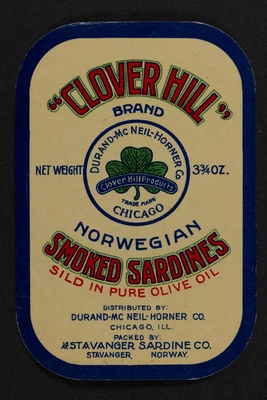 "CLOVER HILL"
BRAND
DURAND-MC NEIL-HORNER CO
NET WEIGHT
3¾ OZ.
Clover Hill Products
TRADE MARK
CHICAGO
NORWEGIAN
SMOKED SARDINES
SILD IN PURE OLIVE OIL
DISTRIBUTED BY:
DURAND-MC NEIL-HORNER CO.
CHICAGO, ILL.
PACKED BY:
A/S STAVANGER SARDINE CO.
STAVANGER, NORWAY.